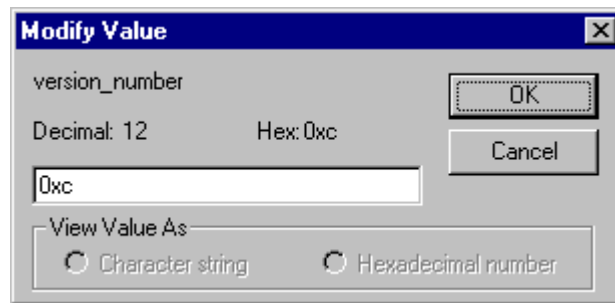 Modify Value
version_number
OK
Decimal: 12 Hex: 0xc
Cancel
0xc
View Value As
Character string Hexadecimal number